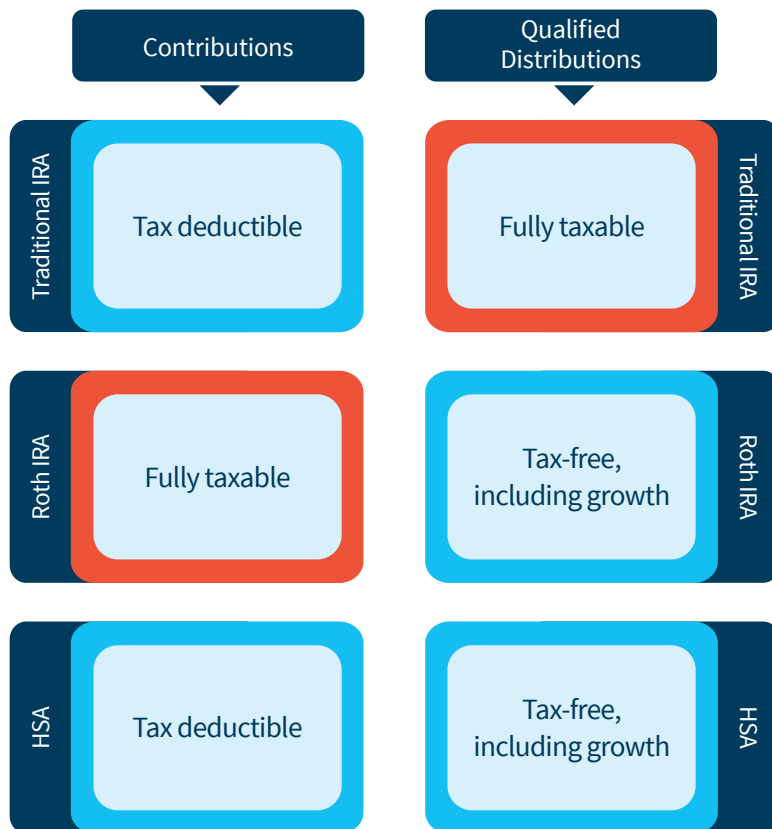 Contributions
Qualified
Distributions
Traditional IRA
Tax deductible
Fully taxable
Traditional IRA
Roth IRA
Fully taxable
Tax-free,
including growth
Roth IRA
HSA
Tax deductible
Tax-free,
including growth
HSA